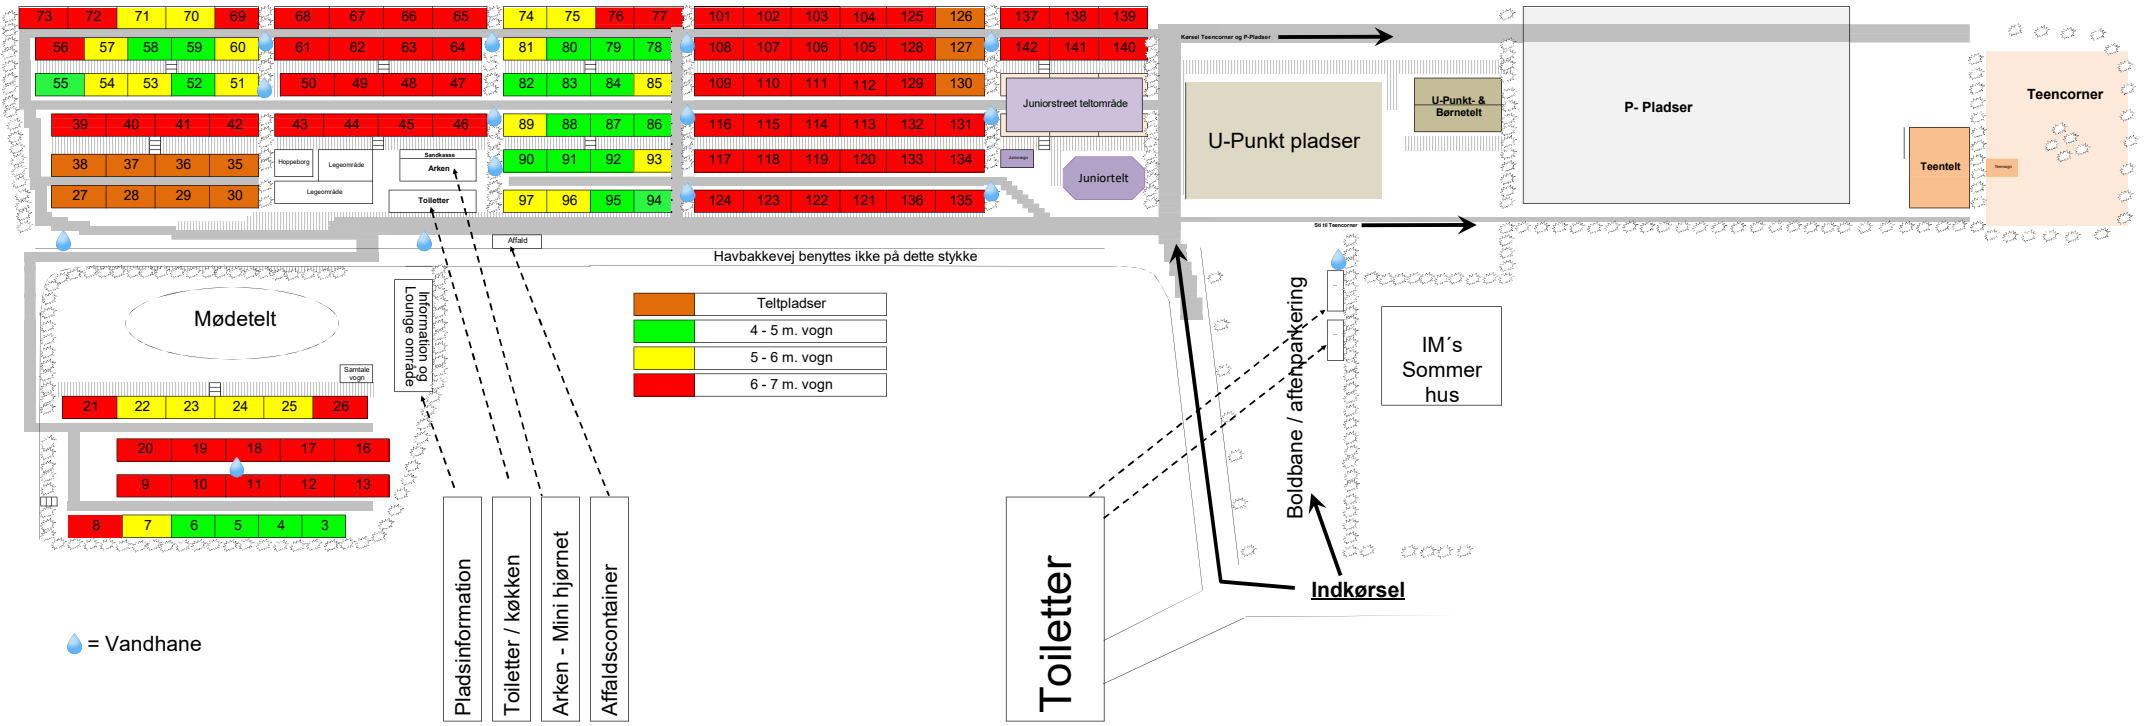 73 72 71 70 69 68 67 66 65 74 75 76 77 101 102 103 104 125 126 137 138 139
56 57 58 59 60 61 62 63 64 81 80 79 78 108 107 106 105 128 127 142 141 140
Kørsel Teencorner og P-Pladser
55 54 53 52 51 50 49 48 47 82 83 84 85 109 110 111 112 129 130
Juniorstreet teltområde
U-Punkt- &
Børnetelt
P- Pladser
Teencorner
39 40 41 42 43 44 45 46 89 88 87 86 116 115 114 113 132 131
U-Punkt pladser
38 37 36 35
Hoppeborg
Legeområde
Sandkasse
Arken
90 91 92 93 117 118 119 120 133 134
Juniortelt
Teentelt
27 28 29 30
Legeområde
Toiletter
97 96 95 94 124 123 122 121 136 135
Sti til Teencorner
Affald
Havbakkevej benyttes ikke på dette stykke
Mødetelt
Information og
Lounge område
Teltpladser
4 - 5 m. vogn
5 - 6 m. vogn
6 - 7 m. vogn
Boldbane / aftenparkering
IM´s
Sommer
hus
Samtale
vogn
21 22 23 24 25 26
20 19 18 17 16
9 10 11 12 13
8 7 6 5 4 3
Pladsinformation
Toiletter / køkken
Arken - Mini hjørnet
Affaldscontainer
Toiletter
Indkørsel
= Vandhane